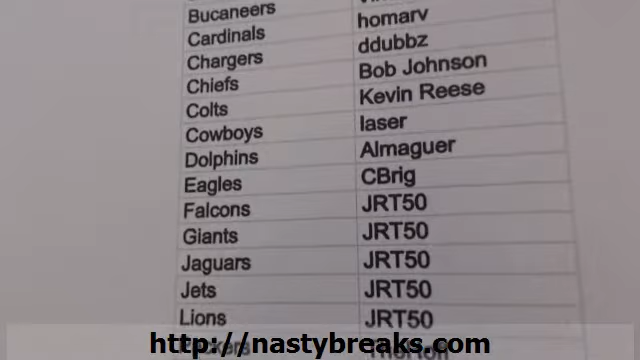 Bucaneers
Cardinals homarv
Chargers ddubbz
Chiefs Bob Johnson
Colts Kevin Reese
Cowboys laser
Dolphins Almaguer
Eagles CBrig
Falcons JRT50
Giants JRT50
Jaguars JRT50
Jets JRT50
Lions JRT50
http://nastybreaks.com